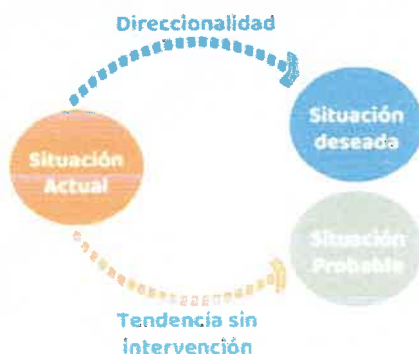 Direccionalidad
Situación
deseada
Situación
Actual
Situación
Probable
Tendencia sin
intervención